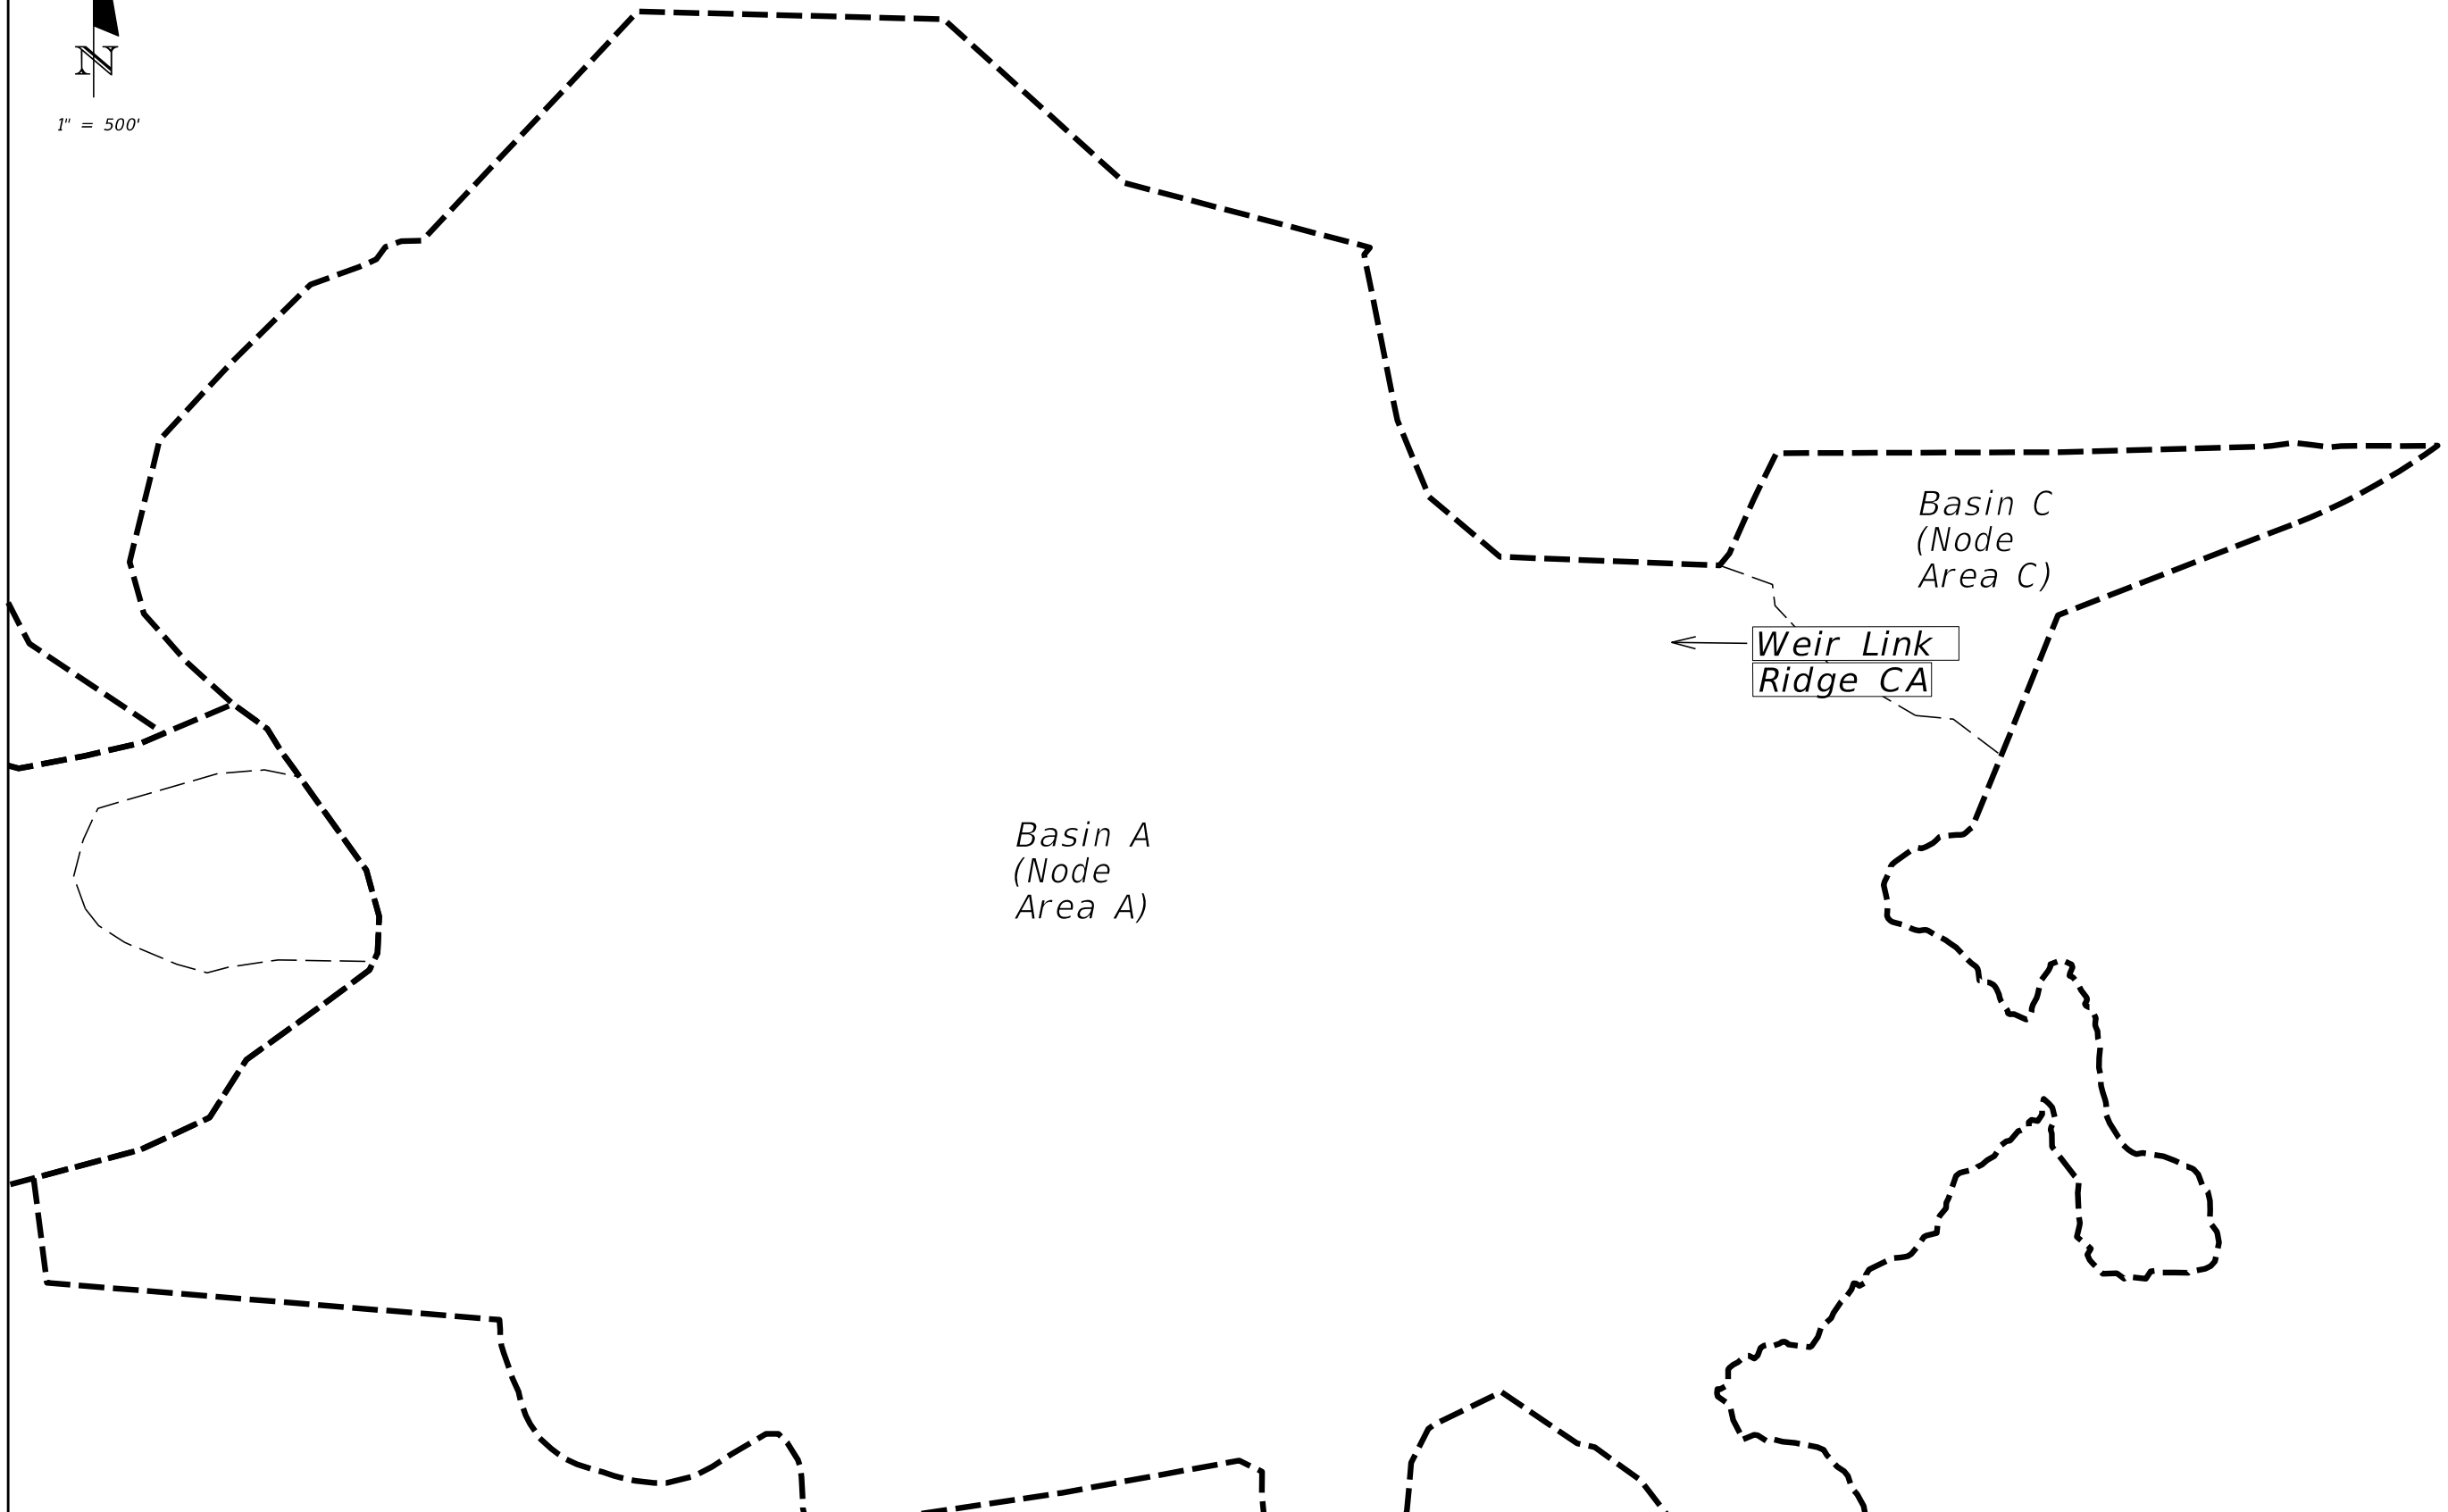 N
1" = 500'
Basin C
(Node
Area C)
Weir Link
Ridge CA
Basin A
(Node
Area A)